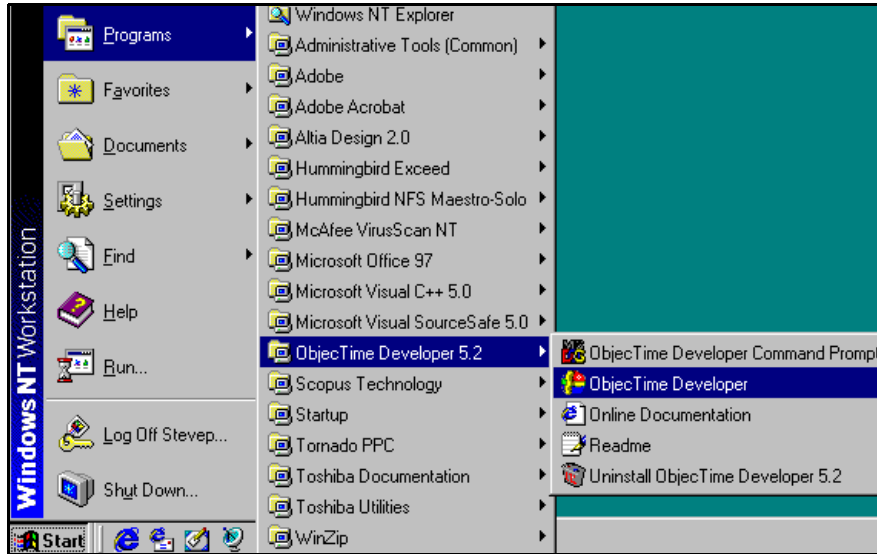 Windows NT Workstation
Programs
Favorites
Documents
Settings
Find
Help
Run...
Log Off Stevep...
Shut Down...
Start
Windows NT Explorer
Administrative Tools (Common)
Adobe
Adobe Acrobat
Altia Design 2.0
Hummingbird Exceed
Hummingbird NFS Maestro-Solo
McAfee VirusScan NT
Microsoft Office 97
Microsoft Visual C++ 5.0
Microsoft Visual SourceSafe 5.0
ObjecTime Developer 5.2
Scopus Technology
Startup
Tornado PPC
Toshiba Documentation
Toshiba Utilities
WinZip
ObjecTime Developer Command Prompt
ObjecTime Developer
Online Documentation
Readme
Uninstall ObjecTime Developer 5.2